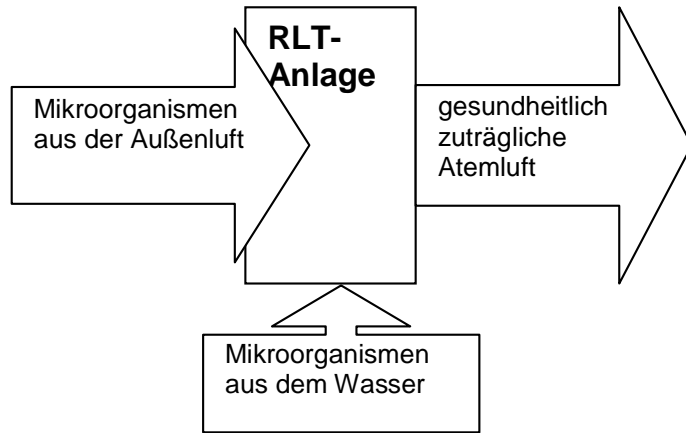 RLT-
Anlage
Mikroorganismen
aus der Außenluft
gesundheitlich
zuträgliche
Atemluft
Mikroorganismen
aus dem Wasser